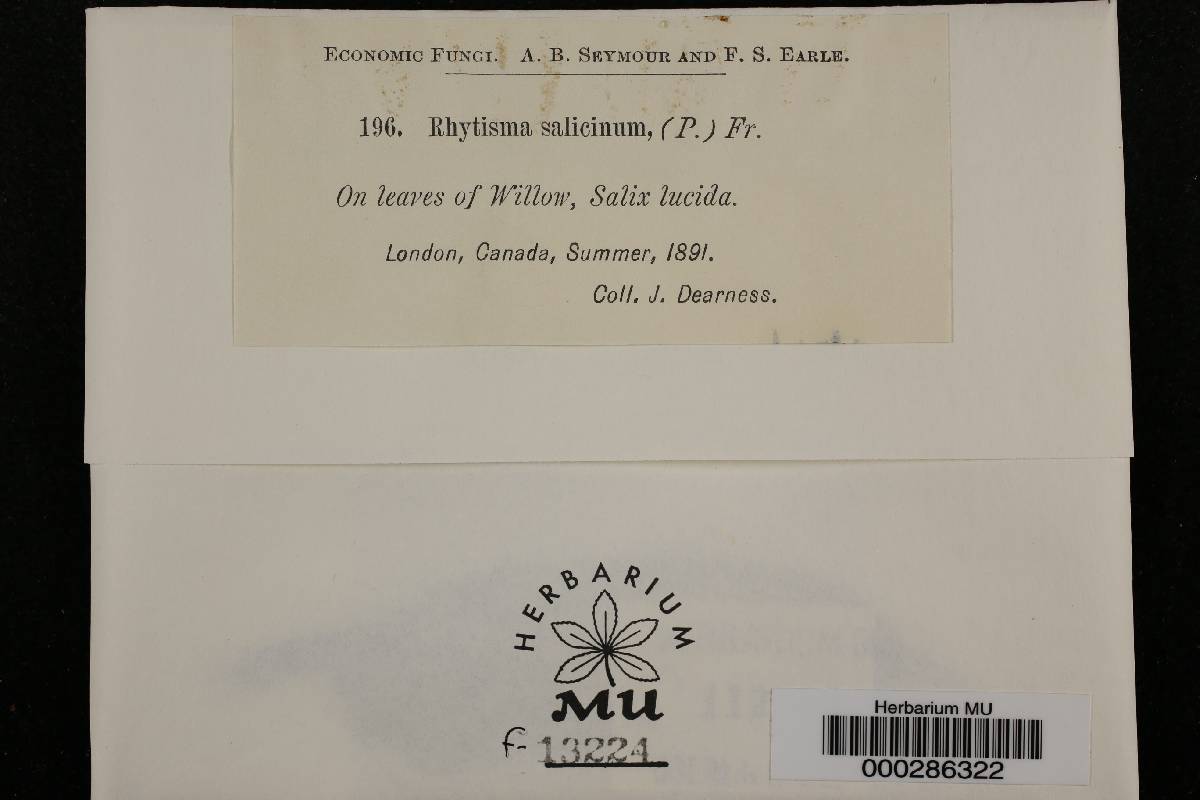 ECONOMIC FUNGI. A. B. SEYMOUR AND F. S. EARLE.
196. Rhytisma salicinum, (P.) Fr.
On leaves of Willow, Salix lucida.
London, Canada, Summer, 1891.
Coll. J. Dearness.
HERBARIUM
MU
f-13224
Herbarium MU
000286322